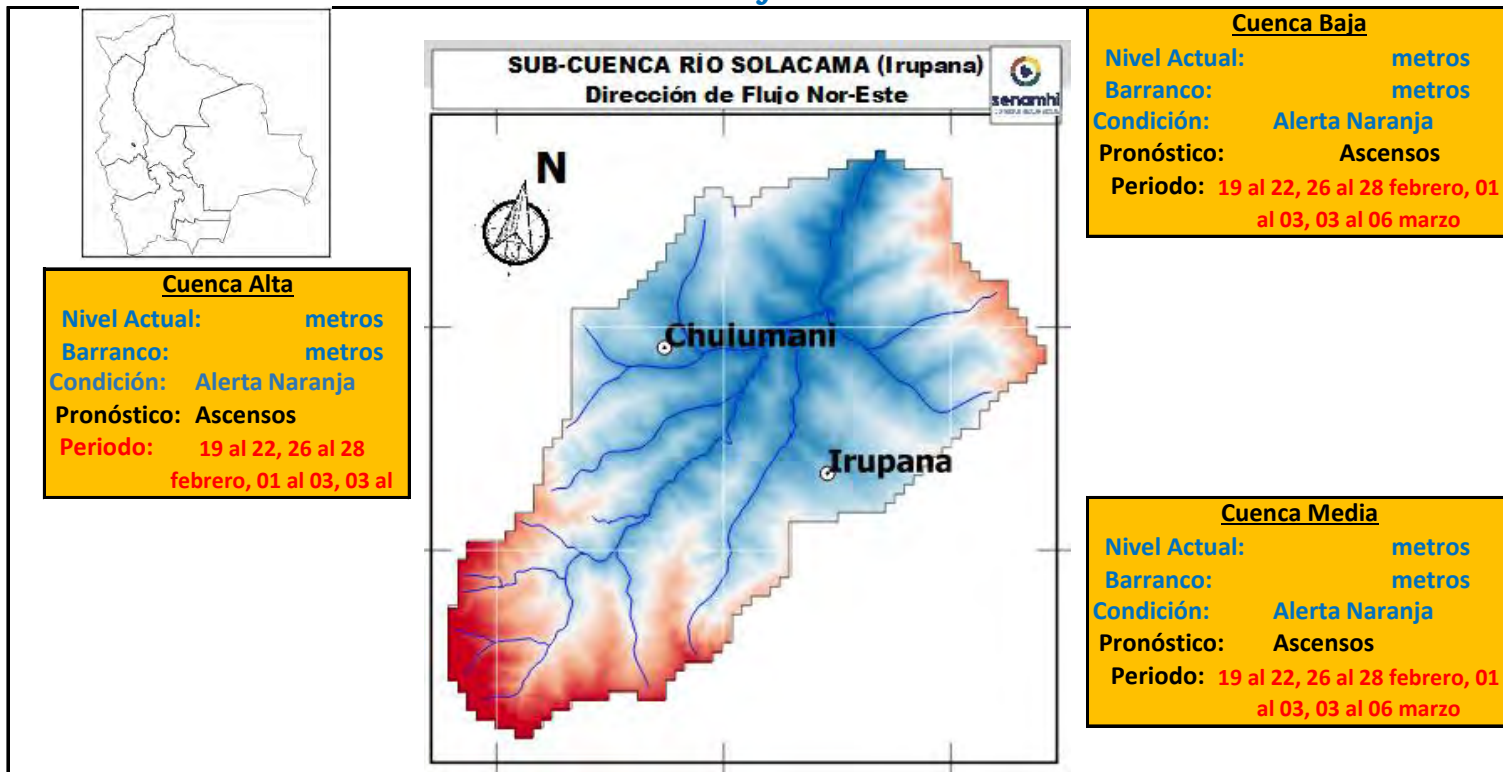 SUB-CUENCA RÍO SOLACAMA (Irupana)
Dirección de Flujo Nor-Este
senamhi
N
Chulumani
Irupana
Cuenca Alta
Nivel Actual: metros
Barranco: metros
Condición: Alerta Naranja
Pronóstico: Ascensos
Periodo: 19 al 22, 26 al 28
febrero, 01 al 03, 03 al
Cuenca Baja
Nivel Actual: metros
Barranco: metros
Condición: Alerta Naranja
Pronóstico: Ascensos
Periodo: 19 al 22, 26 al 28 febrero, 01
al 03, 03 al 06 marzo
Cuenca Media
Nivel Actual: metros
Barranco: metros
Condición: Alerta Naranja
Pronóstico: Ascensos
Periodo: 19 al 22, 26 al 28 febrero, 01
al 03, 03 al 06 marzo